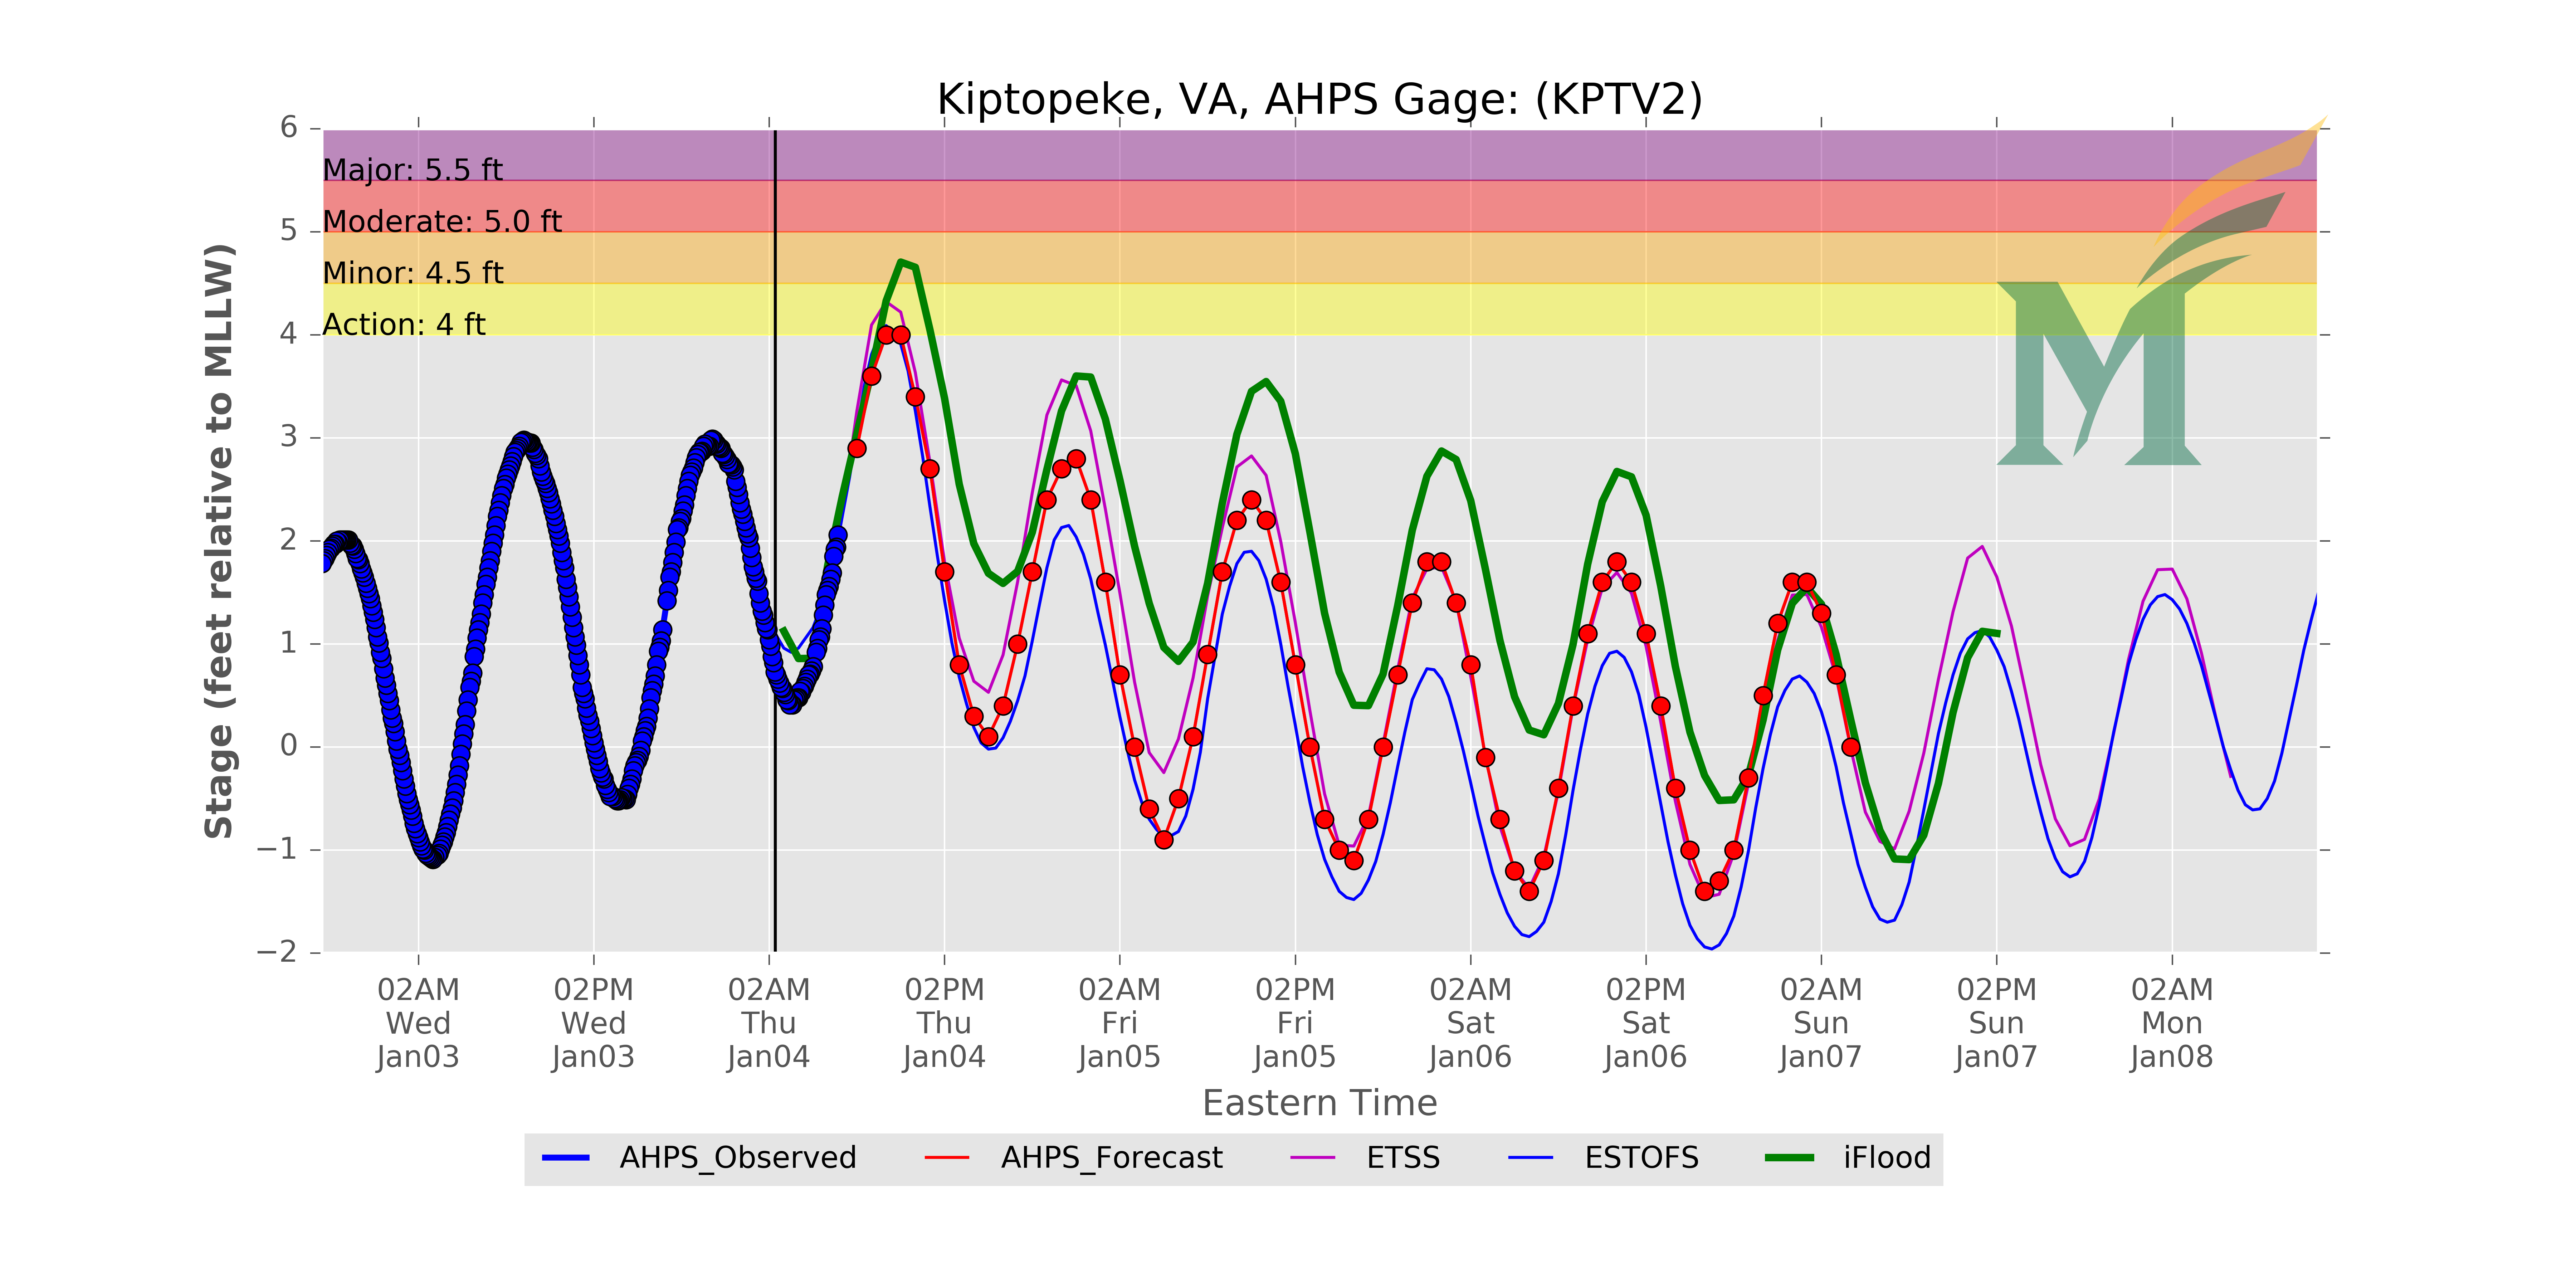 Kiptopeke, VA, AHPS Gage: (KPTV2)
6
Major: 5.5 ft
Moderate: 5.0 ft
5
Minor: 4.5 ft
Action: 4 ft
4
3
2
1
0
−1
−2
Stage (feet relative to MLLW)
02AM 02PM 02AM 02PM 02AM 02PM 02AM 02PM 02AM 02PM 02AM
Wed Wed Thu Thu Fri Fri Sat Sat Sun Sun Mon
Jan03 Jan03 Jan04 Jan04 Jan05 Jan05 Jan06 Jan06 Jan07 Jan07 Jan08
Eastern Time
AHPS_Observed AHPS_Forecast ETSS ESTOFS iFlood
M